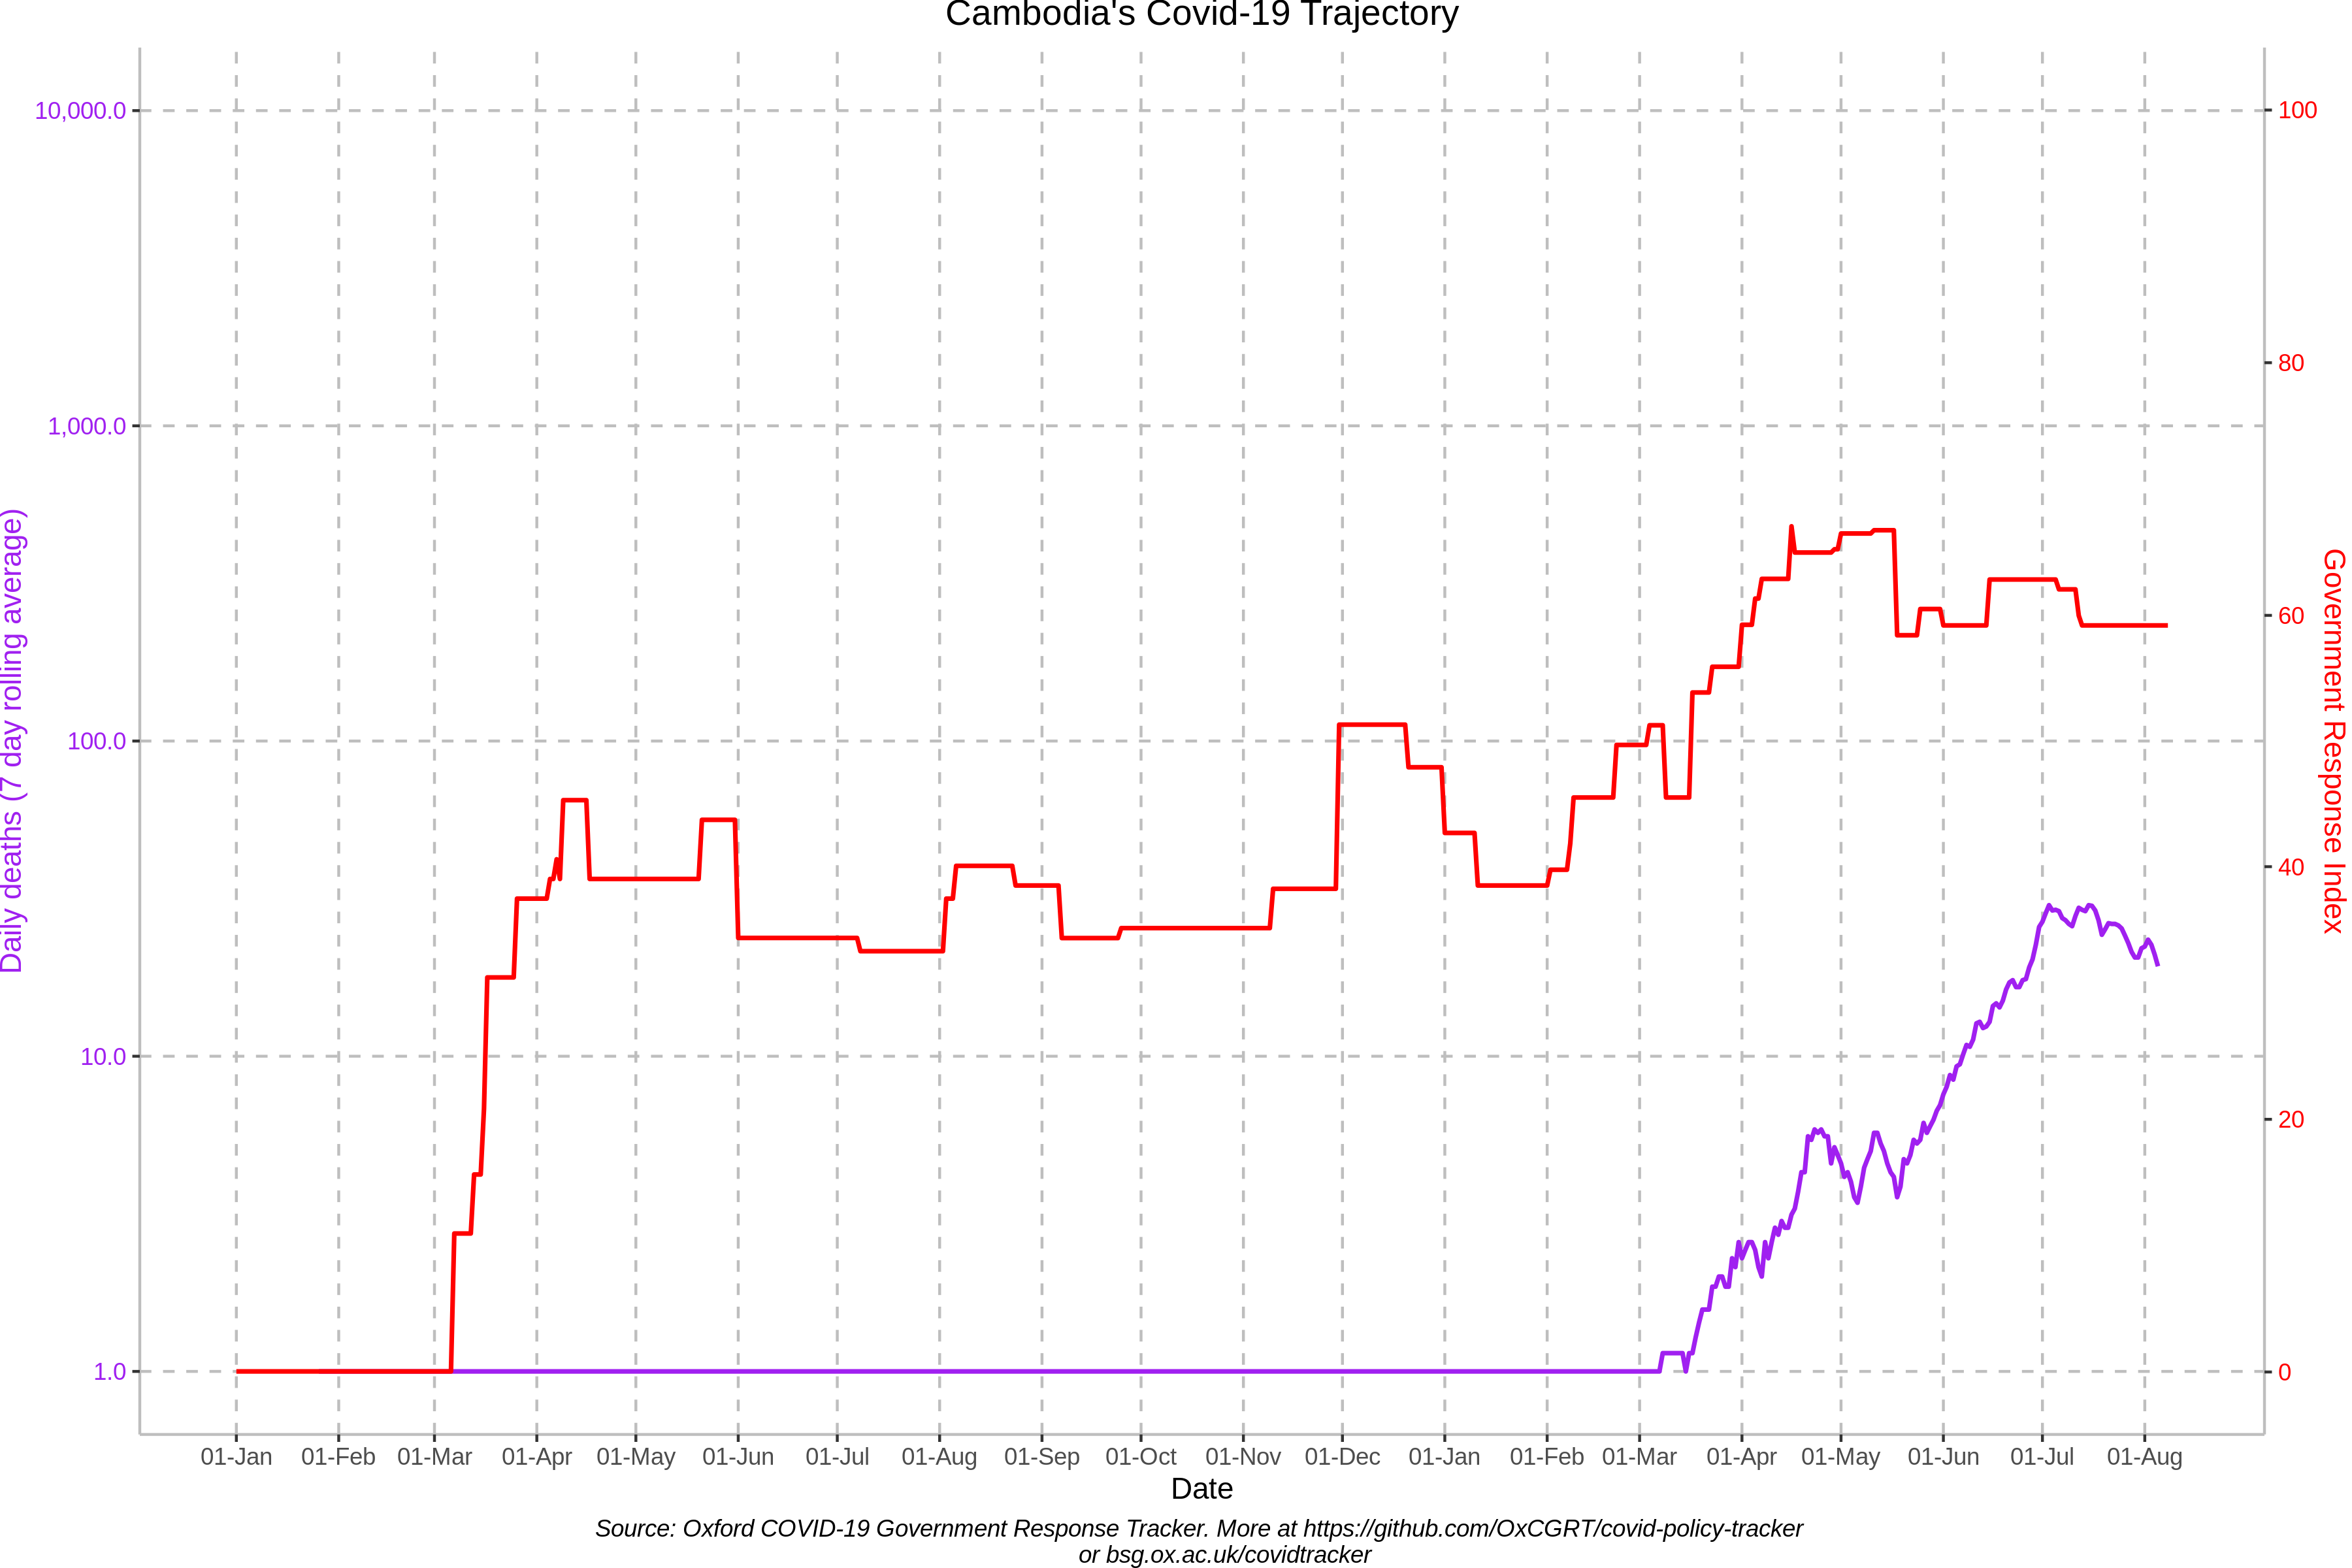 Cambodia's Covid-19 Trajectory
10,000.0
1,000.0
100.0
10.0
1.0
Daily deaths (7 day rolling average)
100
80
60
40
20
0
Government Response Index
01-Jan 01-Feb 01-Mar 01-Apr 01-May 01-Jun 01-Jul 01-Aug 01-Sep 01-Oct 01-Nov 01-Dec 01-Jan 01-Feb 01-Mar 01-Apr 01-May 01-Jun 01-Jul 01-Aug
Date
Source: Oxford COVID-19 Government Response Tracker. More at https://github.com/OxCGRT/covid-policy-tracker
or bsg.ox.ac.uk/covidtracker